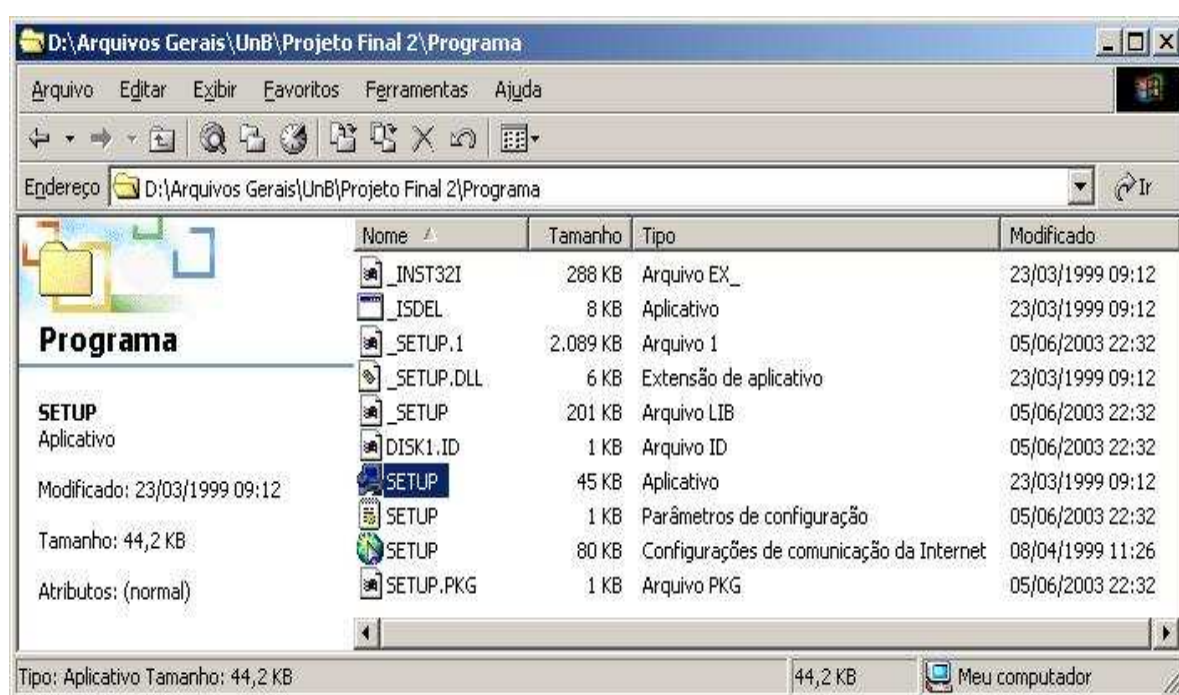 D:\Arquivos Gerais\UnB\Projeto Final 2\Programa
Arquivo Editar Exibir Favoritos Ferramentas Ajuda
Endereço D:\Arquivos Gerais\UnB\Projeto Final 2\Programa Ir
Programa
SETUP
Aplicativo
Modificado: 23/03/1999 09:12
Tamanho: 44,2 KB
Atributos: (normal)
Nome Tamanho Tipo Modificado
_INST32I 288 KB Arquivo EX_ 23/03/1999 09:12
_ISDEL 8 KB Aplicativo 23/03/1999 09:12
_SETUP.1 2.089 KB Arquivo 1 05/06/2003 22:32
_SETUP.DLL 6 KB Extensão de aplicativo 23/03/1999 09:12
_SETUP 201 KB Arquivo LIB 05/06/2003 22:32
DISK1.ID 1 KB Arquivo ID 05/06/2003 22:32
SETUP 45 KB Aplicativo 23/03/1999 09:12
SETUP 1 KB Parâmetros de configuração 05/06/2003 22:32
SETUP 80 KB Configurações de comunicação da Internet 08/04/1999 11:26
SETUP.PKG 1 KB Arquivo PKG 05/06/2003 22:32
Tipo: Aplicativo Tamanho: 44,2 KB 44,2 KB Meu computador